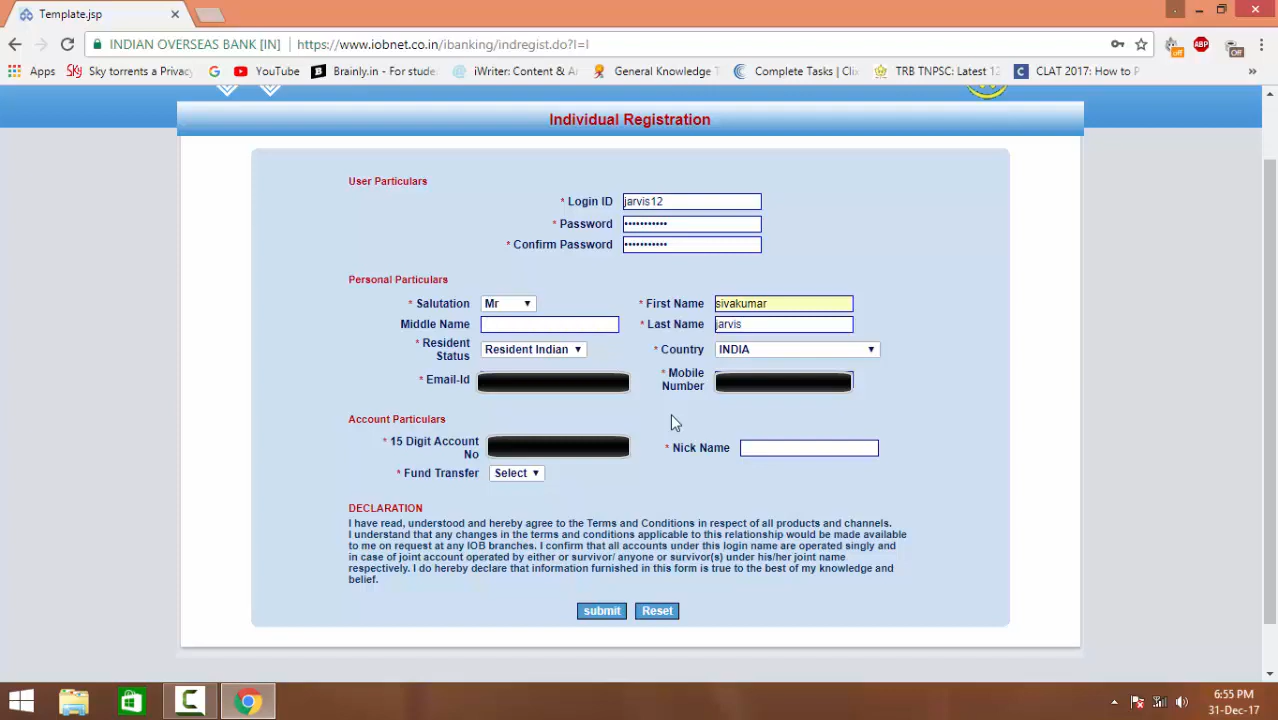 Template.jsp
INDIAN OVERSEAS BANK [IN] https://www.iobnet.co.in/ibanking/indregist.do?I=I
ABP off off
Apps Sky torrents a Privacy YouTube Brainly.in - For stude iWriter: Content & Ar General Knowledge T Complete Tasks | Clix TRB TNPSC: Latest 12 CLAT 2017: How to P »
Individual Registration
User Particulars
* Login ID jarvis12
* Password •••••••••••
* Confirm Password •••••••••••
Personal Particulars
* Salutation Mr * First Name sivakumar
Middle Name * Last Name jarvis
* Resident Status Resident Indian * Country INDIA
* Email-Id * Mobile Number
Account Particulars
* 15 Digit Account No * Nick Name
* Fund Transfer Select
DECLARATION
I have read, understood and hereby agree to the Terms and Conditions in respect of all products and channels.
I understand that any changes in the terms and conditions applicable to this relationship would be made available
to me on request at any IOB branches. I confirm that all accounts under this login name are operated singly and
in case of joint account operated by either or survivor/ anyone or survivor(s) under his/her joint name
respectively. I do hereby declare that information furnished in this form is true to the best of my knowledge and
belief.
submit Reset
6:55 PM
31-Dec-17